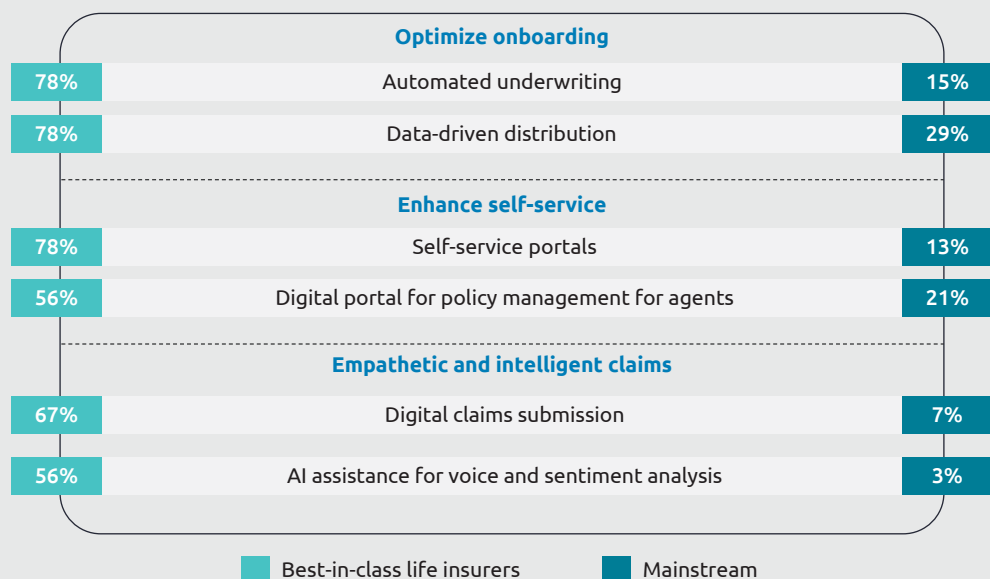 Optimize onboarding
78% Automated underwriting 15%
78% Data-driven distribution 29%
Enhance self-service
78% Self-service portals 13%
56% Digital portal for policy management for agents 21%
Empathetic and intelligent claims
67% Digital claims submission 7%
56% AI assistance for voice and sentiment analysis 3%
Best-in-class life insurers Mainstream